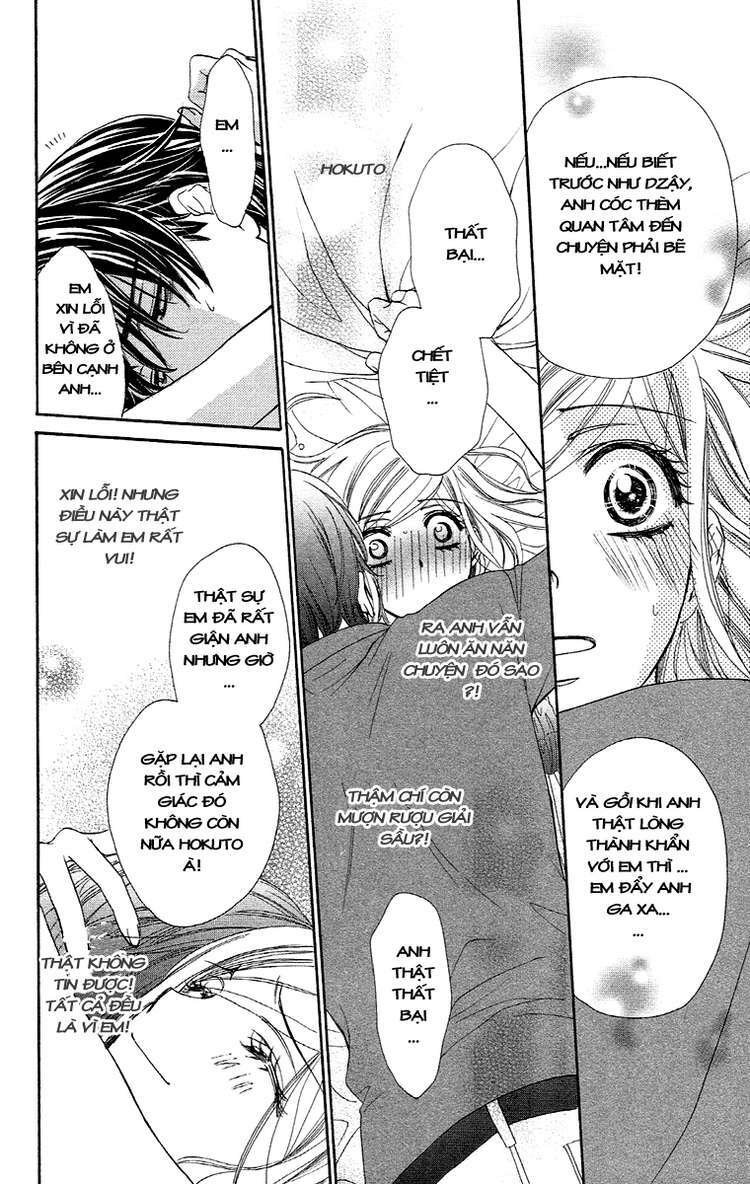 NẾU...NẾU BIẾT
TRƯỚC NHƯ DZẬY,
ANH CÓC THÈM
QUAN TÂM ĐẾN
CHUYỆN PHẢI BẼ
MẶT!
VÀ GỒI KHI ANH
THẬT LÒNG
THÀNH KHẨN
VỚI EM THÌ ...
EM ĐẨY ANH
GA XA...
...
HOKUTO
THẤT
BẠI...
CHẾT
TIỆT
...
RA ANH VẪN
LUÔN ĂN NĂN
CHUYỆN ĐÓ SAO
?!
THẬM CHÍ CÒN
MƯỢN RƯỢU GIẢI
SẦU?!
ANH
THẬT
THẤT
BẠI
...
EM
...
EM
XIN LỖI
VÌ ĐÃ
KHÔNG Ở
BÊN CẠNH
ANH...
XIN LỖI! NHƯNG
ĐIỀU NÀY THẬT
SỰ LÀM EM RẤT
VUI!
THẬT SỰ
EM ĐÃ RẤT
GIẬN ANH
NHƯNG GIỜ
...
GẶP LẠI ANH
RỒI THÌ CẢM
GIÁC ĐÓ
KHÔNG CÒN
NỮA HOKUTO
À!
THẬT KHÔNG
TIN ĐƯỢC!
TẤT CẢ ĐỀU
LÀ VÌ EM!